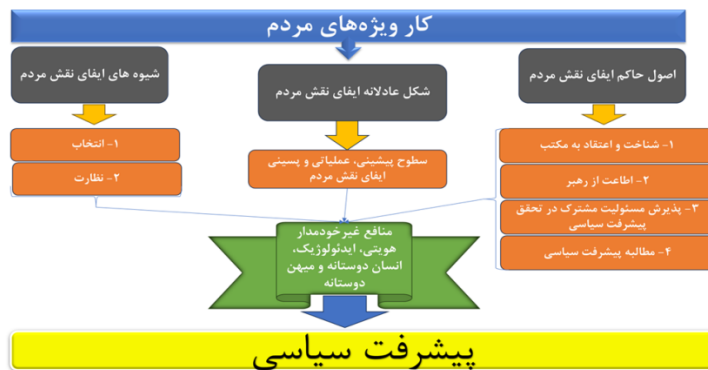 کار ویژه‌های مردم
اصول حاکم ایفای نقش مردم
۱- شناخت و اعتقاد به مکتب
۲- اطاعت از رهبر
۳- پذیرش مسئولیت مشترک در تحقق
پیشرفت سیاسی
۴- مطالبه پیشرفت سیاسی
شکل عادلانه ایفای نقش مردم
سطوح پیشینی، عملیاتی و پسینی
ایفای نقش مردم
شیوه های ایفای نقش مردم
۱- انتخاب
۲- نظارت
منافع غیرخودمدار
هویتی، ایدئولوژیک،
انسان دوستانه و میهن
دوستانه
پیشرفت سیاسی